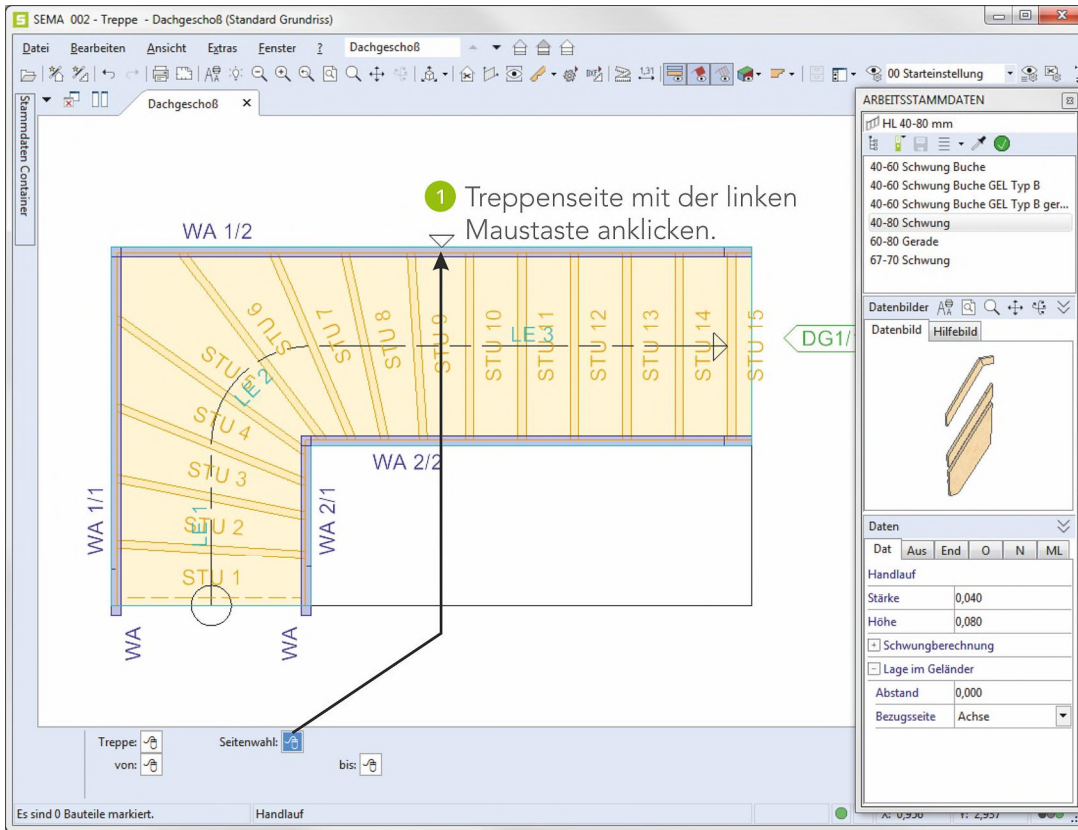 SEMA 002 - Treppe - Dachgeschoß (Standard Grundriss)
Datei Bearbeiten Ansicht Extras Fenster ? Dachgeschoß
00 Starteinstellung
Stammdaten Container
Dachgeschoß
ARBEITSSTAMMDATEN
HL 40-80 mm
40-60 Schwung Buche
40-60 Schwung Buche GEL Typ B
40-60 Schwung Buche GEL Typ B ger...
40-80 Schwung
60-80 Gerade
67-70 Schwung
1 Treppenseite mit der linken
Maustaste anklicken.
WA 1/2
STU 1
STU 2
STU 3
STU 4
STU 5
STU 6
STU 7
STU 8
STU 9
STU 10
STU 11
STU 12
STU 13
STU 14
STU 15
LE 1
LE 2
LE 3
DG1/
WA 2/2
WA 1/1
WA 2/1
WA
WA
Datenbilder
Datenbild Hilfebild
Daten
Dat Aus End O N ML
Handlauf
Stärke 0,040
Höhe 0,080
Schwungberechnung
Lage im Geländer
Abstand 0,000
Bezugsseite Achse
Treppe: Seitenwahl:
von: bis:
Es sind 0 Bauteile markiert. Handlauf